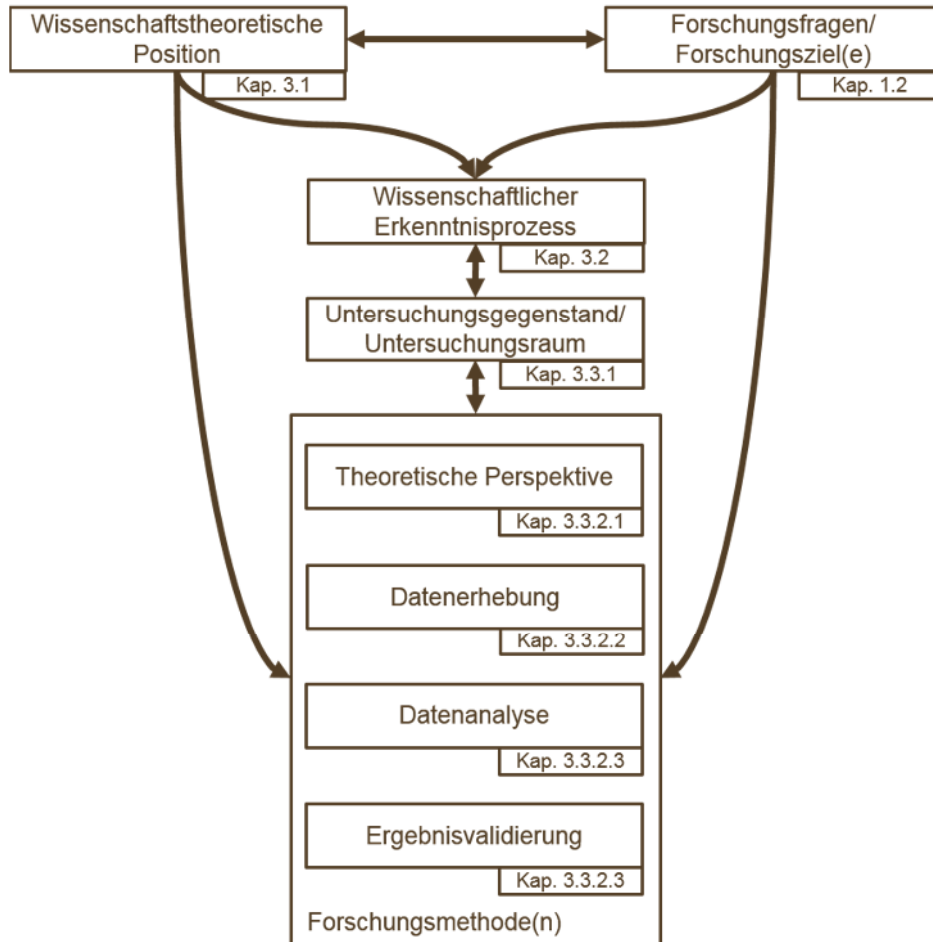 Wissenschaftstheoretische
Position
Kap. 3.1
Forschungsfragen/
Forschungsziel(e)
Kap. 1.2
Wissenschaftlicher
Erkenntnisprozess
Kap. 3.2
Untersuchungsgegenstand/
Untersuchungsraum
Kap. 3.3.1
Theoretische Perspektive
Kap. 3.3.2.1
Datenerhebung
Kap. 3.3.2.2
Datenanalyse
Kap. 3.3.2.3
Ergebnisvalidierung
Kap. 3.3.2.3
Forschungsmethode(n)